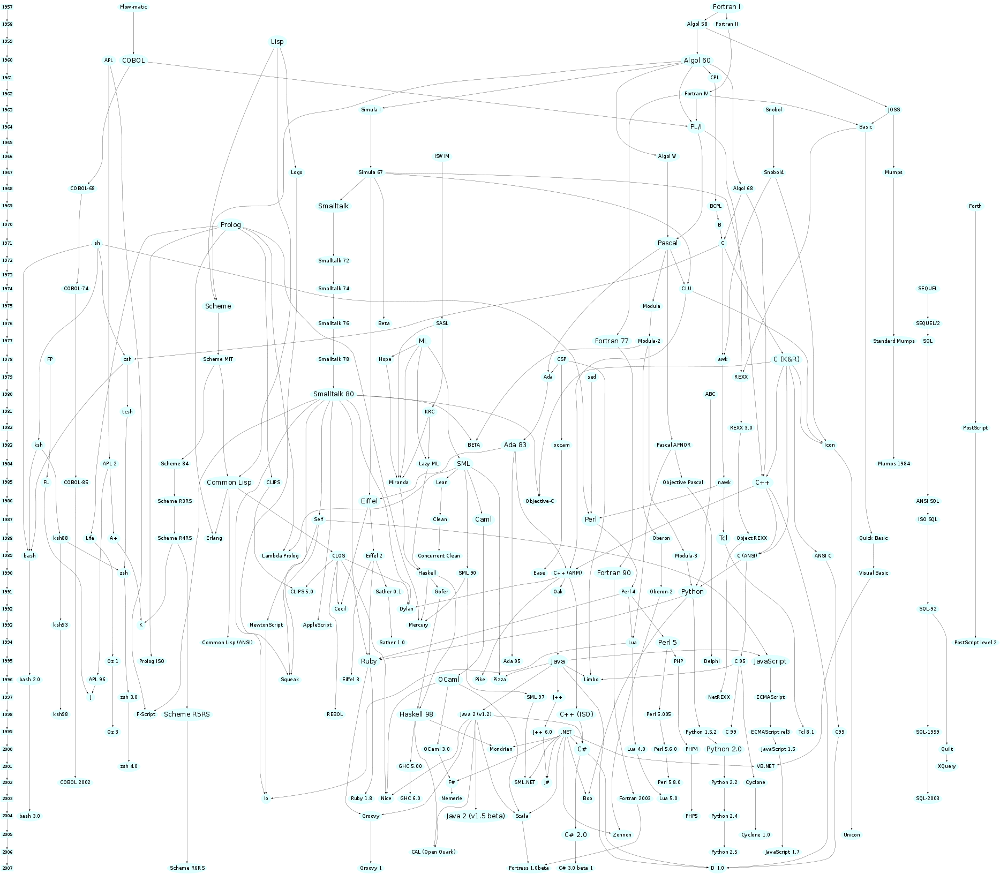 1957 Flow-matic Fortran I
1958 Algol 58 Fortran II
1959 Lisp
1960 APL COBOL Algol 60
1961 CPL
1962 Fortran IV
1963 Simula I Snobol JOSS
1964 PL/I Basic
1965
1966 ISWIM Algol W
1967 Logo Simula 67 Snobol4 Mumps
1968 COBOL-68 Algol 68
1969 Smalltalk BCPL Forth
1970 Prolog B
1971 sh Pascal C
1972 Smalltalk 72
1973
1974 COBOL-74 Smalltalk 74 CLU SEQUEL
1975 Scheme Modula
1976 Smalltalk 76 Beta SASL SEQUEL/2
1977 ML Fortran 77 Modula-2 Standard Mumps SQL
1978 FP csh Scheme MIT Smalltalk 78 Hope CSP awk C (K&R)
1979 Ada sed REXX
1980 Smalltalk 80 ABC
1981 tcsh KRC
1982 REXX 3.0 PostScript
1983 ksh BETA Ada 83 occam Pascal AFNOR Icon
1984 APL 2 Scheme 84 Lazy ML SML Mumps 1984
1985 FL COBOL-85 Common Lisp CLIPS Miranda Lean Objective Pascal nawk C++
1986 Scheme R3RS Eiffel Objective-C ANSI SQL
1987 Self Clean Caml Perl ISO SQL
1988 ksh88 Life A+ Scheme R4RS Erlang Oberon Tcl Object REXX Quick Basic
1989 bash Lambda Prolog CLOS Eiffel 2 Concurrent Clean Modula-3 C (ANSI) ANSI C
1990 zsh Haskell SML 90 Ease C++ (ARM) Fortran 90 Visual Basic
1991 CLIPS 5.0 Sather 0.1 Gofer Oak Perl 4 Oberon-2 Python
1992 Cecil Dylan SQL-92
1993 ksh93 K NewtonScript AppleScript Mercury
1994 Common Lisp (ANSI) Sather 1.0 Lua Perl 5 PostScript level 2
1995 Oz 1 Prolog ISO Ruby Ada 95 Java PHP Delphi C 95 JavaScript
1996 bash 2.0 APL 96 Squeak Eiffel 3 OCaml Pike Pizza Limbo
1997 J zsh 3.0 SML 97 J++ NetREXX ECMAScript
1998 ksh98 F-Script Scheme R5RS REBOL Haskell 98 Java 2 (v1.2) C++ (ISO) Perl 5.005
1999 Oz 3 J++ 6.0 .NET Python 1.5.2 C 99 ECMAScript rel3 Tcl 8.1 C99 SQL-1999
2000 OCaml 3.0 Mondrian C# Lua 4.0 Perl 5.6.0 PHP4 Python 2.0 JavaScript 1.5 Quilt
2001 zsh 4.0 GHC 5.00 VB.NET XQuery
2002 COBOL 2002 F# SML.NET J# Perl 5.8.0 Python 2.2 Cyclone
2003 Io Ruby 1.8 Nice GHC 6.0 Nemerle Boo Fortran 2003 Lua 5.0 SQL-2003
2004 bash 3.0 Groovy Java 2 (v1.5 beta) Scala PHP5 Python 2.4
2005 C# 2.0 Zonnon Cyclone 1.0 Unicon
2006 CAL (Open Quark) Python 2.5 JavaScript 1.7
2007 Scheme R6RS Groovy 1 Fortress 1.0beta C# 3.0 beta 1 D 1.0